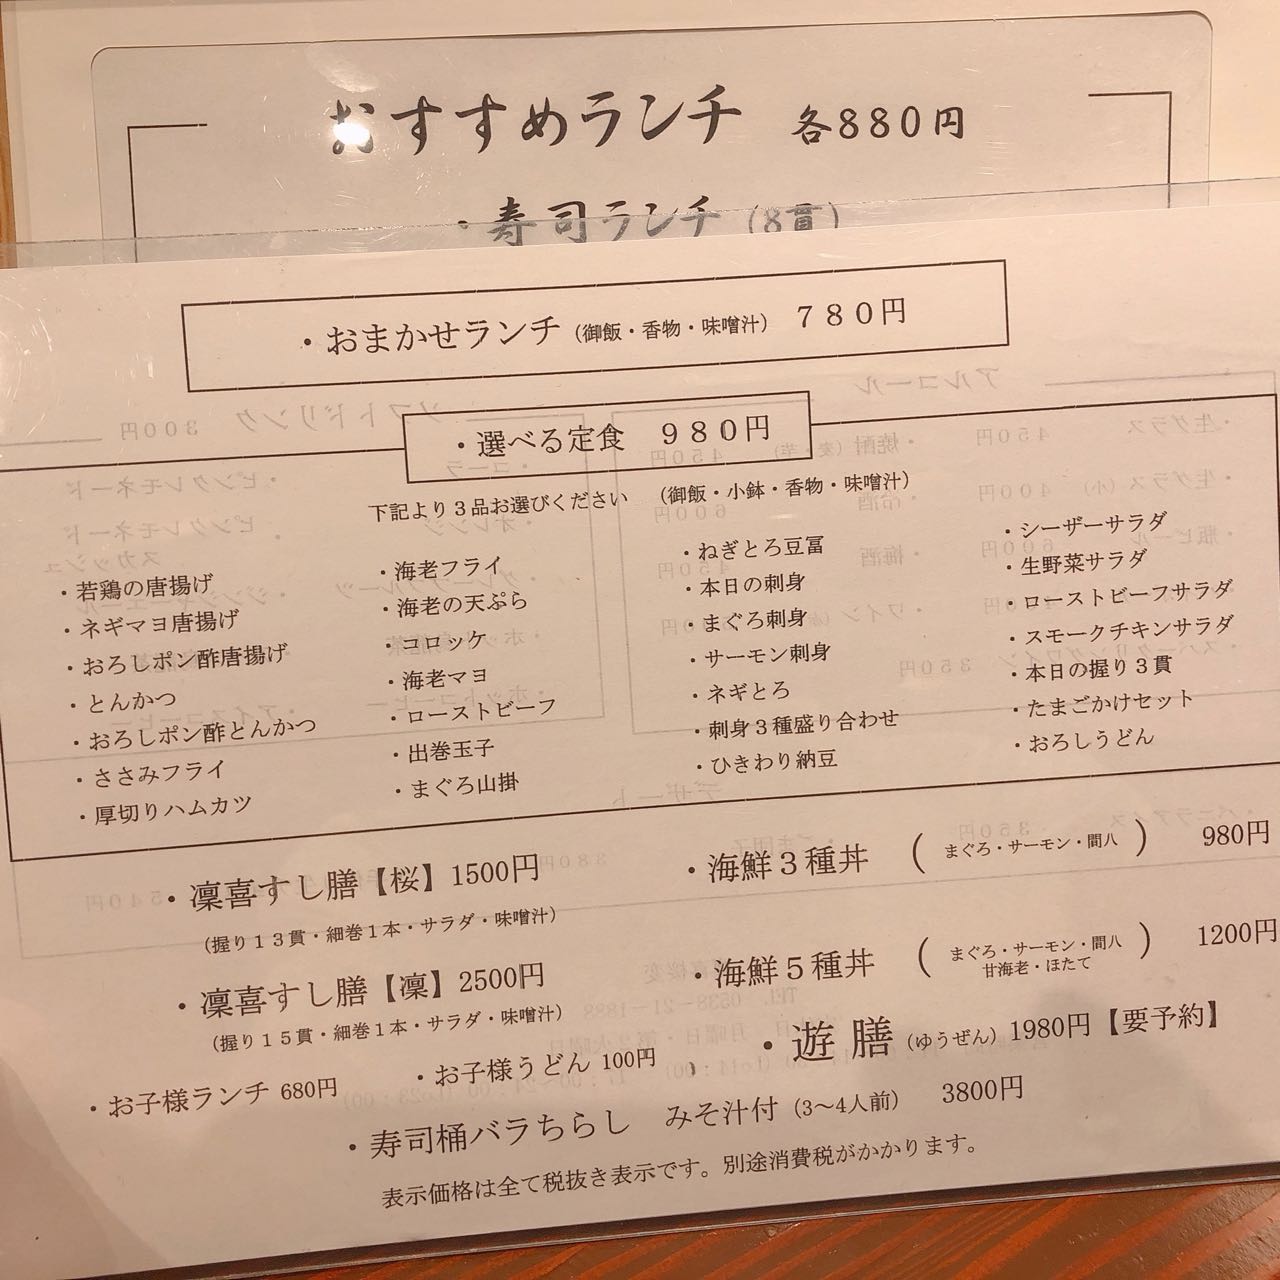 おすすめランチ 各880円
・寿司ランチ(8貫)
・おまかせランチ(御飯・香物・味噌汁) 780円
・選べる定食 980円
下記より3品お選びください (御飯・小鉢・香物・味噌汁)
・若鶏の唐揚げ
・ネギマヨ唐揚げ
・おろしポン酢唐揚げ
・とんかつ
・おろしポン酢とんかつ
・ささみフライ
・厚切りハムカツ
・海老フライ
・海老の天ぷら
・コロッケ
・海老マヨ
・ローストビーフ
・出巻玉子
・まぐろ山掛
・ねぎとろ豆冨
・本日の刺身
・まぐろ刺身
・サーモン刺身
・ネギとろ
・刺身3種盛り合わせ
・ひきわり納豆
・シーザーサラダ
・生野菜サラダ
・ローストビーフサラダ
・スモークチキンサラダ
・本日の握り3貫
・たまごかけセット
・おろしうどん
・凜喜すし膳【桜】1500円
(握り13貫・細巻1本・サラダ・味噌汁)
・凜喜すし膳【凜】2500円
(握り15貫・細巻1本・サラダ・味噌汁)
・海鮮3種丼 (まぐろ・サーモン・間八) 980円
・海鮮5種丼 (まぐろ・サーモン・間八
甘海老・ほたて) 1200円
・お子様ランチ 680円
・お子様うどん 100円
・遊膳(ゆうぜん) 1980円【要予約】
・寿司桶バラちらし みそ汁付(3~4人前) 3800円
表示価格は全て税抜き表示です。別途消費税がかかります。